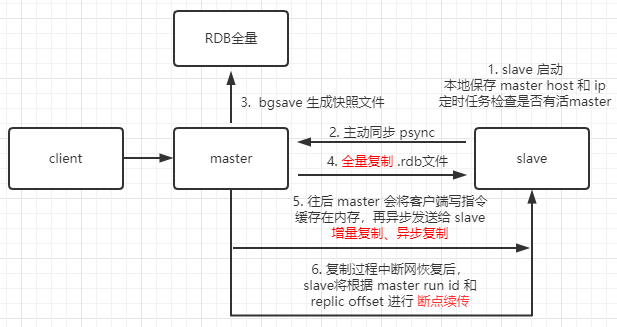 RDB全量
1. slave 启动
本地保存 master host 和 ip
定时任务检查是否有活master
3. bgsave 生成快照文件
2. 主动同步 psync
client
master
slave
4. 全量复制 .rdb文件
5. 往后 master 会将客户端写指令
缓存在内存，再异步发送给 slave
增量复制、异步复制
6. 复制过程中断网恢复后，
slave将根据 master run id 和
replic offset 进行 断点续传